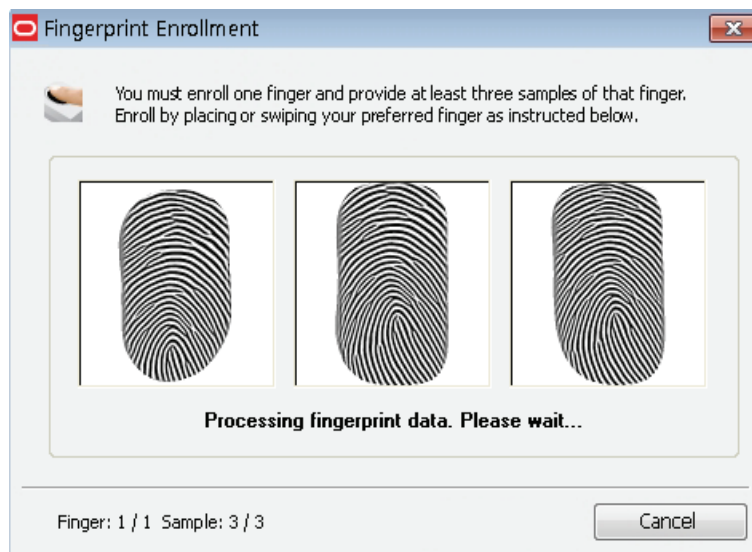 Fingerprint Enrollment
You must enroll one finger and provide at least three samples of that finger.
Enroll by placing or swiping your preferred finger as instructed below.
Processing fingerprint data. Please wait...
Finger: 1 / 1 Sample: 3 / 3
Cancel